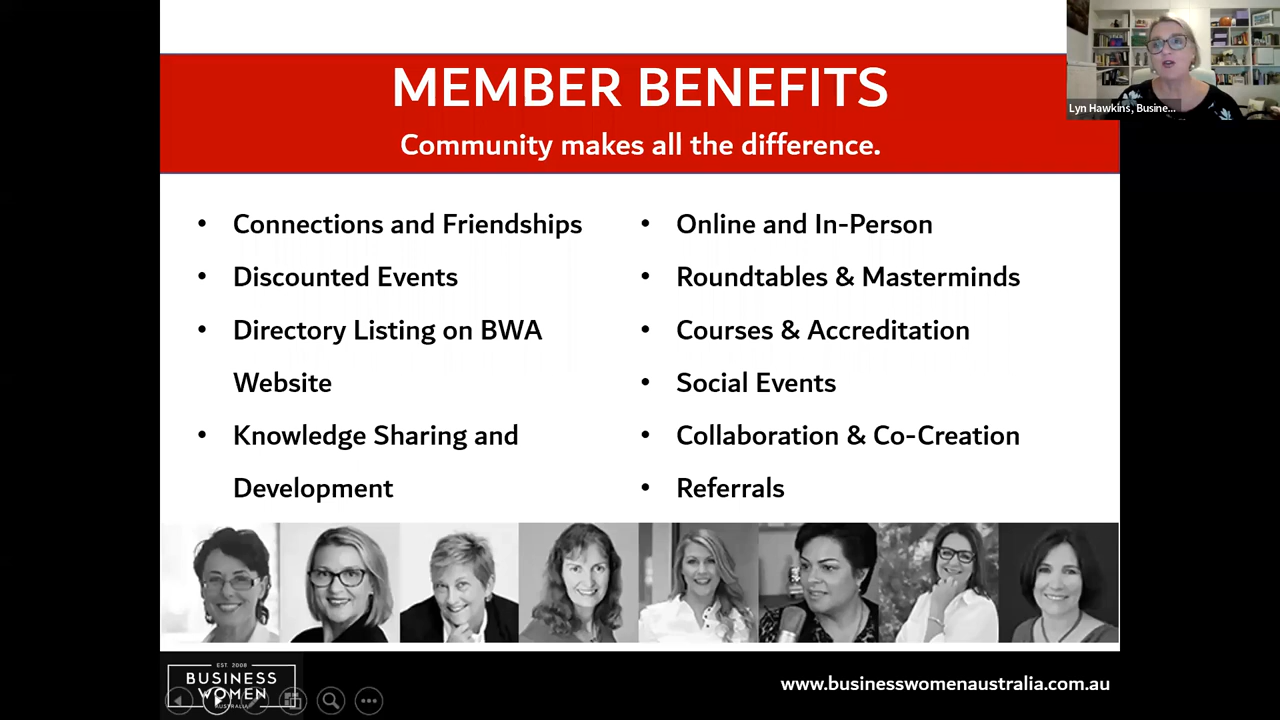 MEMBER BENEFITS
Community makes all the difference.
Lyn Hawkins, Busine...
• Connections and Friendships
• Discounted Events
• Directory Listing on BWA
Website
• Knowledge Sharing and
Development
• Online and In-Person
• Roundtables & Masterminds
• Courses & Accreditation
• Social Events
• Collaboration & Co-Creation
• Referrals
EST. 2008
BUSINESS
WOMEN
AUSTRALIA
www.businesswomenaustralia.com.au